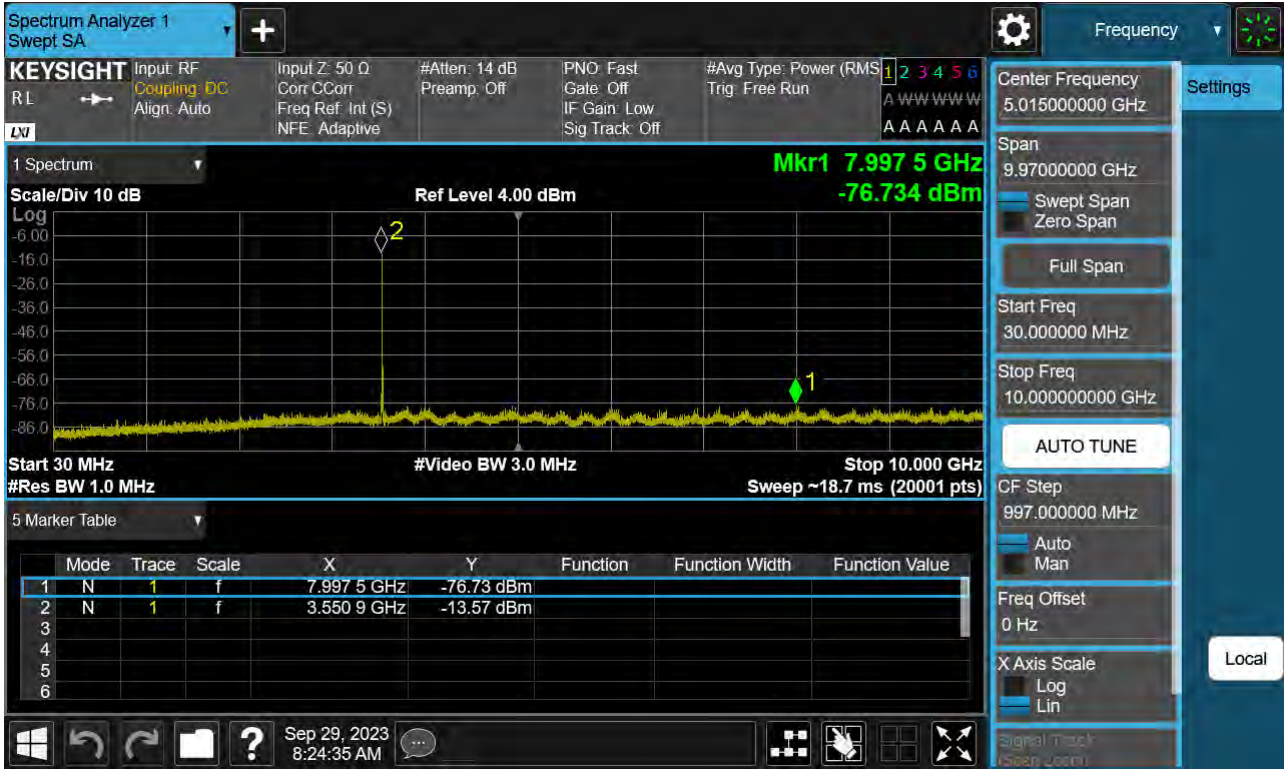 Spectrum Analyzer 1
Swept SA
+
Frequency
KEYSIGHT
RL
LXI
Input: RF
Coupling: DC
Align: Auto
Input Z: 50 Ω
Corr CCorr
Freq Ref: Int (S)
NFE: Adaptive
#Atten: 14 dB
Preamp: Off
PNO: Fast
Gate: Off
IF Gain: Low
Sig Track: Off
#Avg Type: Power (RMS
Trig: Free Run
1 2 3 4 5 6
A W W W W W
A A A A A A
1 Spectrum
Mkr1 7.997 5 GHz
-76.734 dBm
Scale/Div 10 dB
Ref Level 4.00 dBm
Log
-6.00
-16.0
-26.0
-36.0
-46.0
-56.0
-66.0
-76.0
-86.0
2
1
Start 30 MHz
#Video BW 3.0 MHz
Stop 10.000 GHz
#Res BW 1.0 MHz
Sweep ~18.7 ms (20001 pts)
5 Marker Table
Mode Trace Scale X Y Function Function Width Function Value
1 N 1 f 7.997 5 GHz -76.73 dBm
2 N 1 f 3.550 9 GHz -13.57 dBm
3
4
5
6
Sep 29, 2023
8:24:35 AM
?
Center Frequency
5.015000000 GHz
Settings
Span
9.97000000 GHz
Swept Span
Zero Span
Full Span
Start Freq
30.000000 MHz
Stop Freq
10.000000000 GHz
AUTO TUNE
CF Step
997.000000 MHz
Auto
Man
Freq Offset
0 Hz
X Axis Scale
Log
Lin
Local
Signal Track
(Span Zoom)